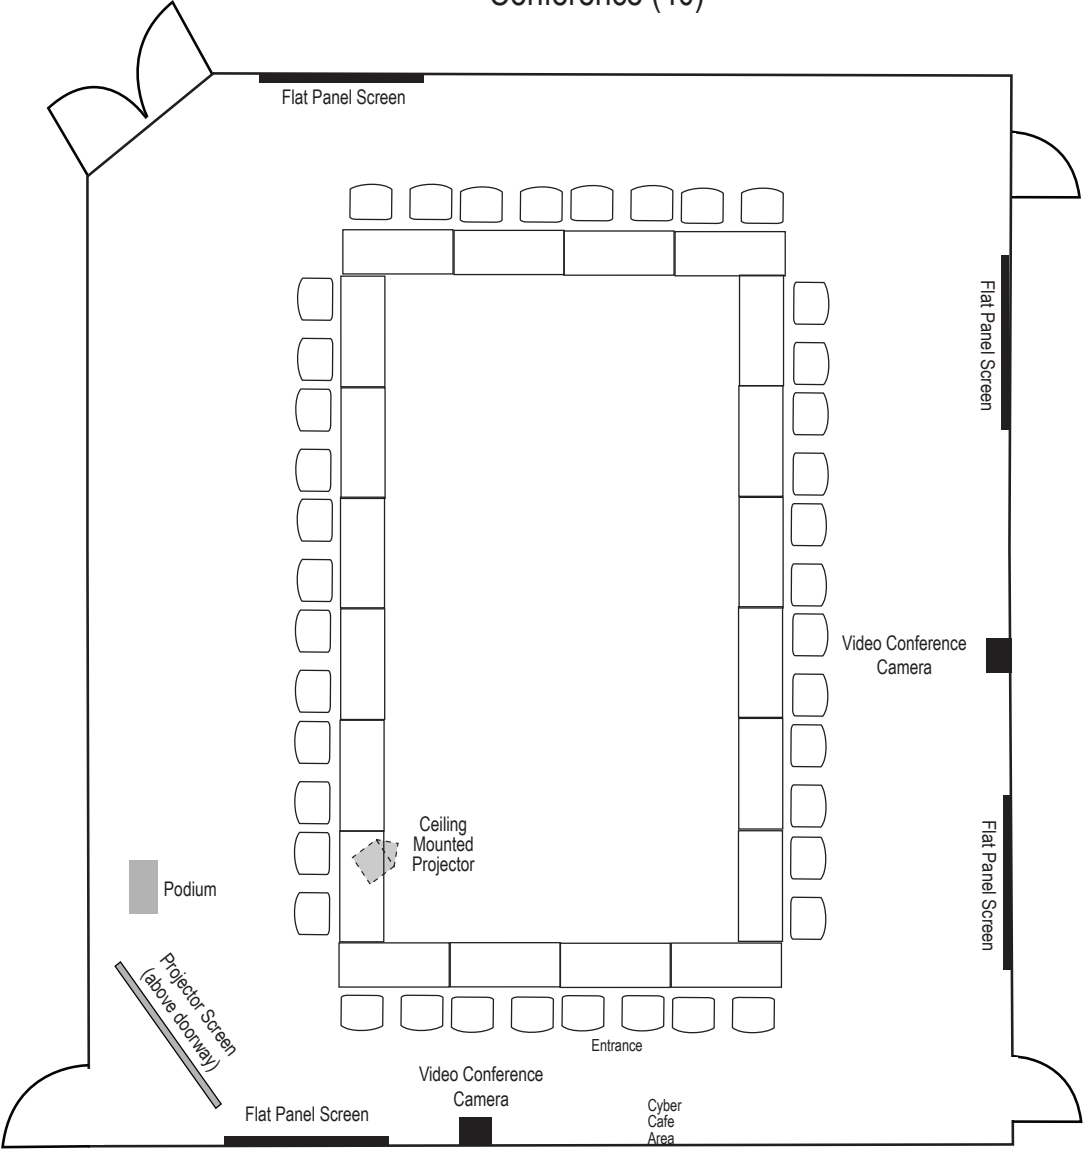 Flat Panel Screen
Flat Panel Screen
Video Conference
Camera
Ceiling
Mounted
Projector
Flat Panel Screen
Podium
Projector Screen
(above doorway)
Entrance
Video Conference
Camera
Flat Panel Screen
Cyber
Cafe
Area